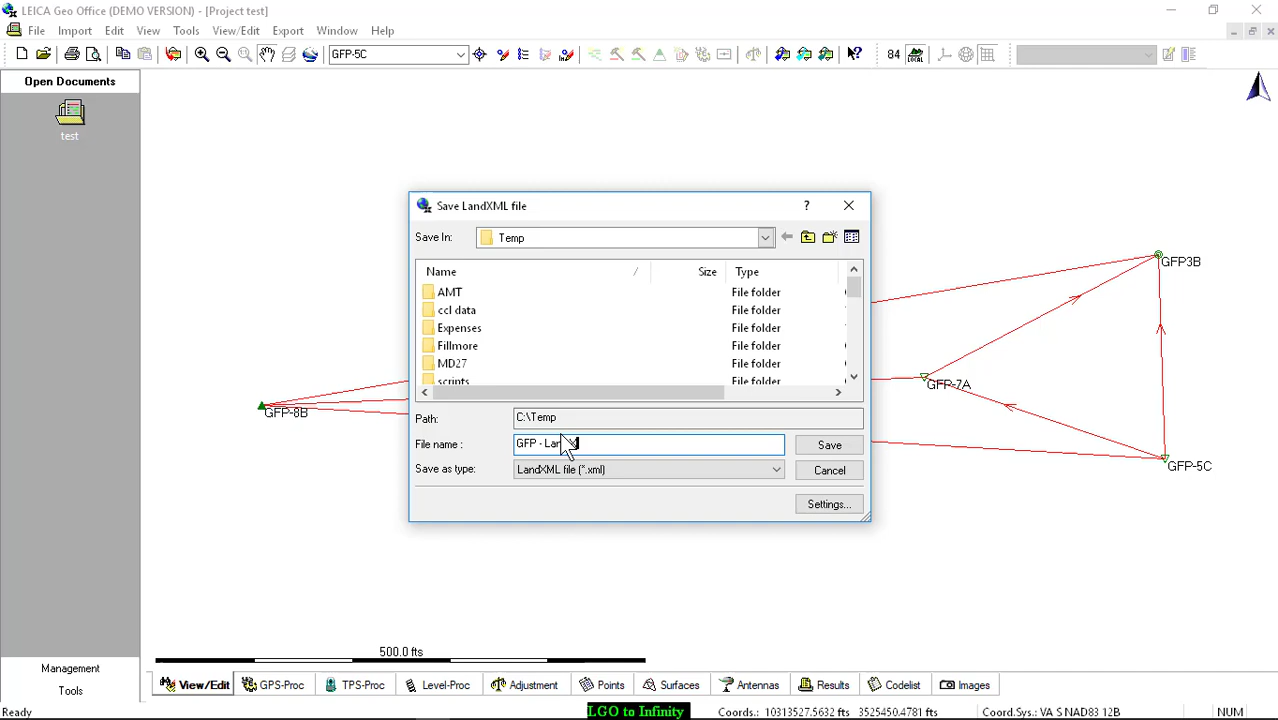 LEICA Geo Office (DEMO VERSION) - [Project test]
File Import Edit View View/Edit Tools Export Window Help
GFP-5C
84 LOCAL
Open Documents
test
Save LandXML file
Save In: Temp
Name / Size Type
AMT File folder
ccl data File folder
Expenses File folder
Fillmore File folder
MD27 File folder
scripts File folder
Path: C:\Temp
File name : GFP -
Save
Save as type: LandXML file (*.xml)
Cancel
Settings...
GFP3B
GFP-7A
GFP-8B
GFP-5C
500.0 fts
Management
Tools
View/Edit GPS-Proc TPS-Proc Level-Proc Adjustment Points Surfaces Antennas Results Codelist Images
Ready
LGO to Infinity
Coords.: 10313527.5632 fts 3525450.4781 fts
Coord.Sys.: VA S NAD83 12B
NUM